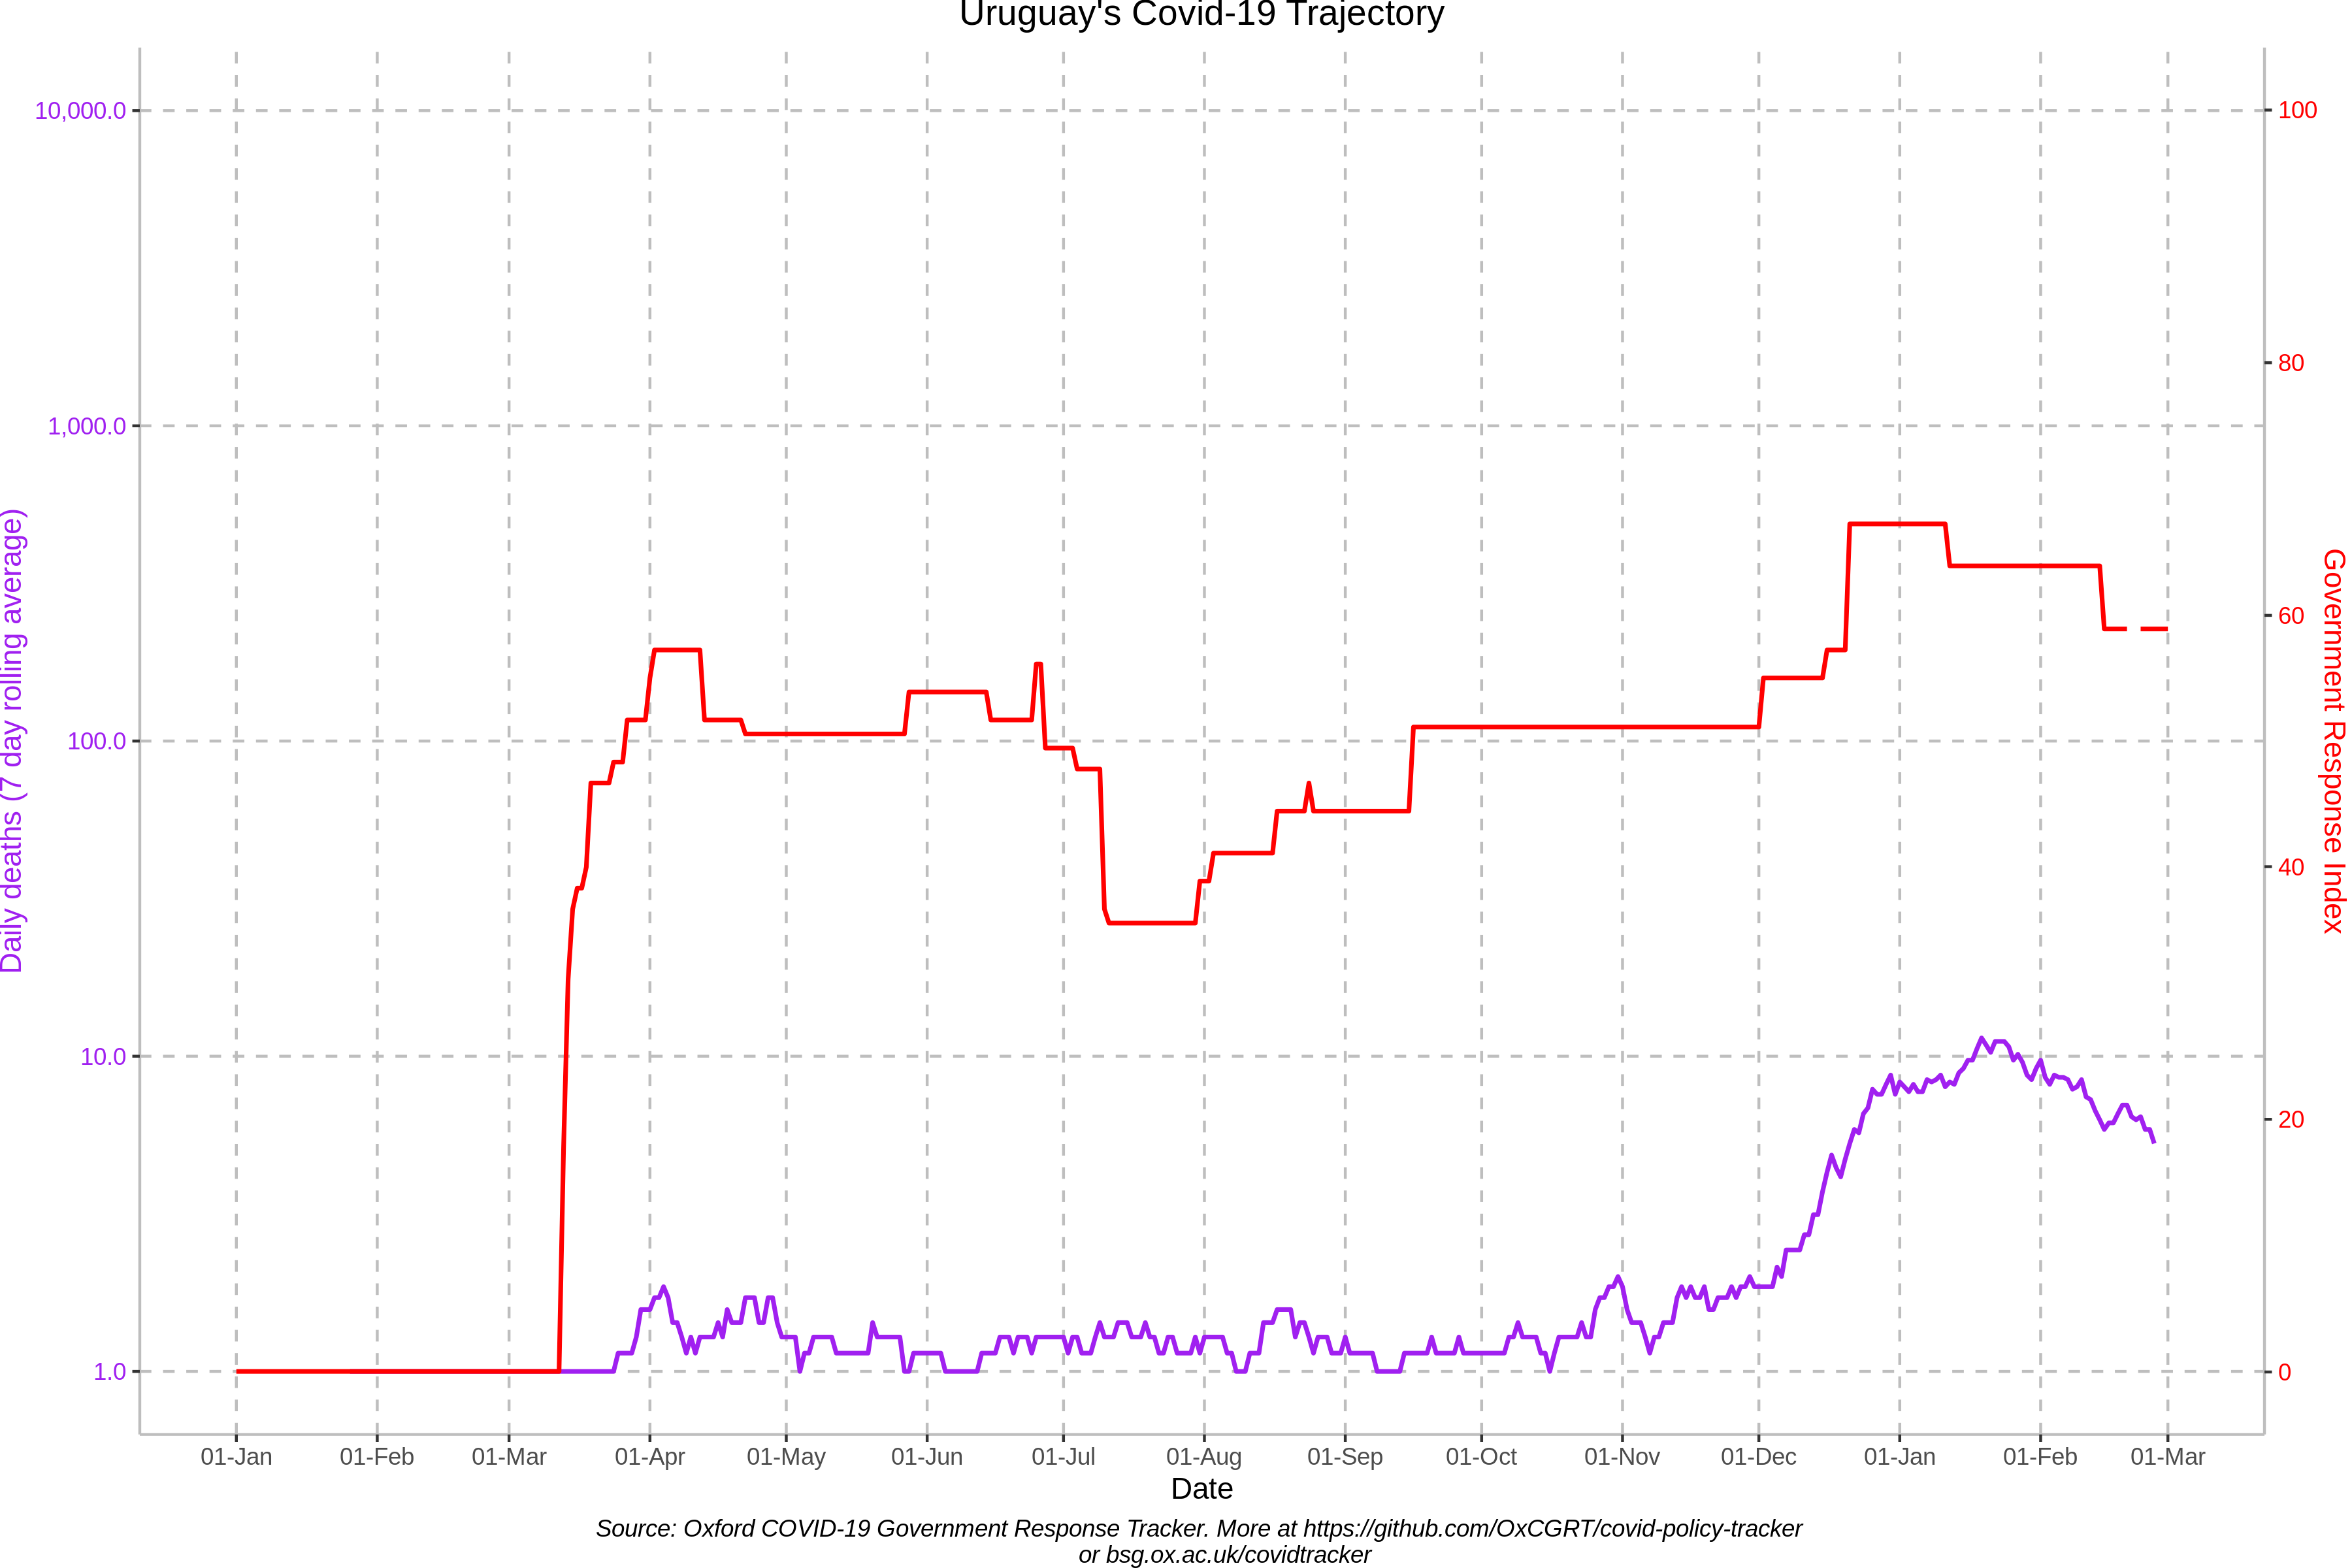 Uruguay's Covid-19 Trajectory
10,000.0
1,000.0
100.0
10.0
1.0
Daily deaths (7 day rolling average)
100
80
60
40
20
0
Government Response Index
01-Jan 01-Feb 01-Mar 01-Apr 01-May 01-Jun 01-Jul 01-Aug 01-Sep 01-Oct 01-Nov 01-Dec 01-Jan 01-Feb 01-Mar
Date
Source: Oxford COVID-19 Government Response Tracker. More at https://github.com/OxCGRT/covid-policy-tracker
or bsg.ox.ac.uk/covidtracker